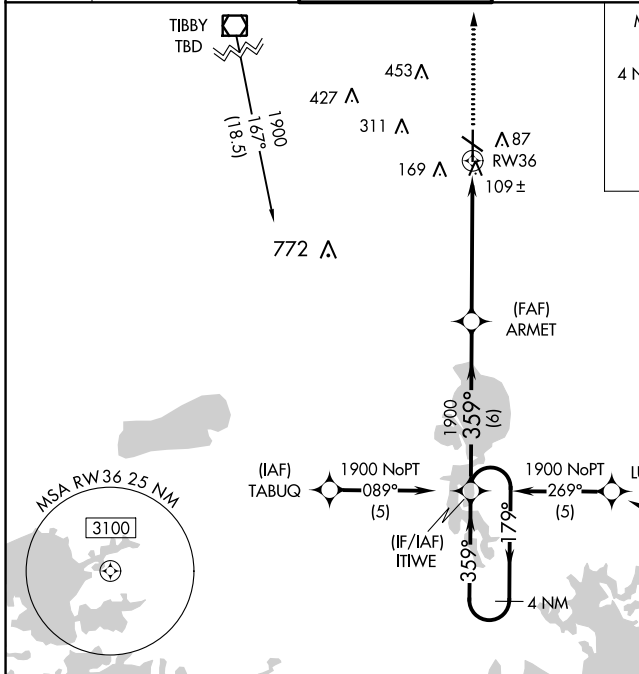 TIBBY
TBD
1900
167°
(18.5)
453
427
311
87
RW36
169
109 ±
772
M
4 N
(FAF)
ARMET
1900
359°
(6)
MSA RW36 25 NM
3100
(IAF)
TABUQ
1900 NoPT
089°
(5)
1900 NoPT
269°
(5)
LU
(IF/IAF)
ITIWE
359°
179°
4 NM